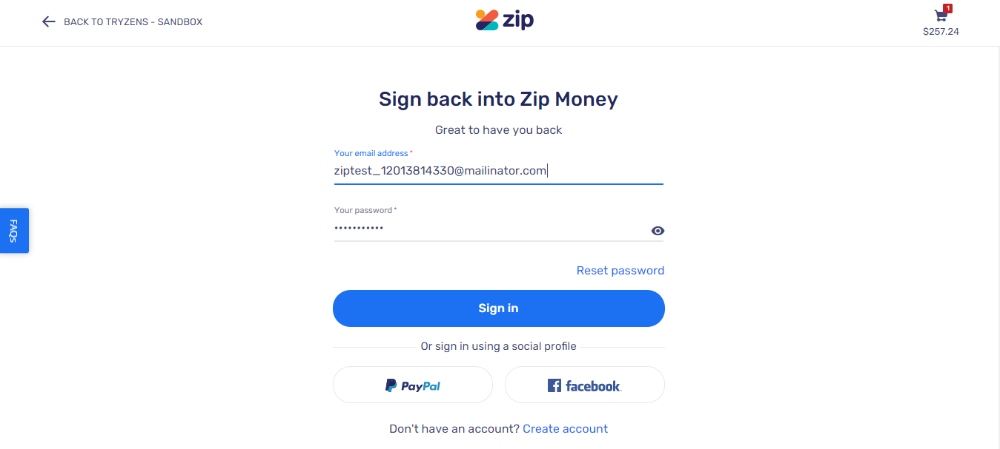 BACK TO TRYZENS - SANDBOX
zip
1
$257.24
Sign back into Zip Money
Great to have you back
Your email address *
ziptest_12013814330@mailinator.com
Your password *
•••••••••••
FAQs
Reset password
Sign in
Or sign in using a social profile
PayPal
facebook.
Don't have an account? Create account